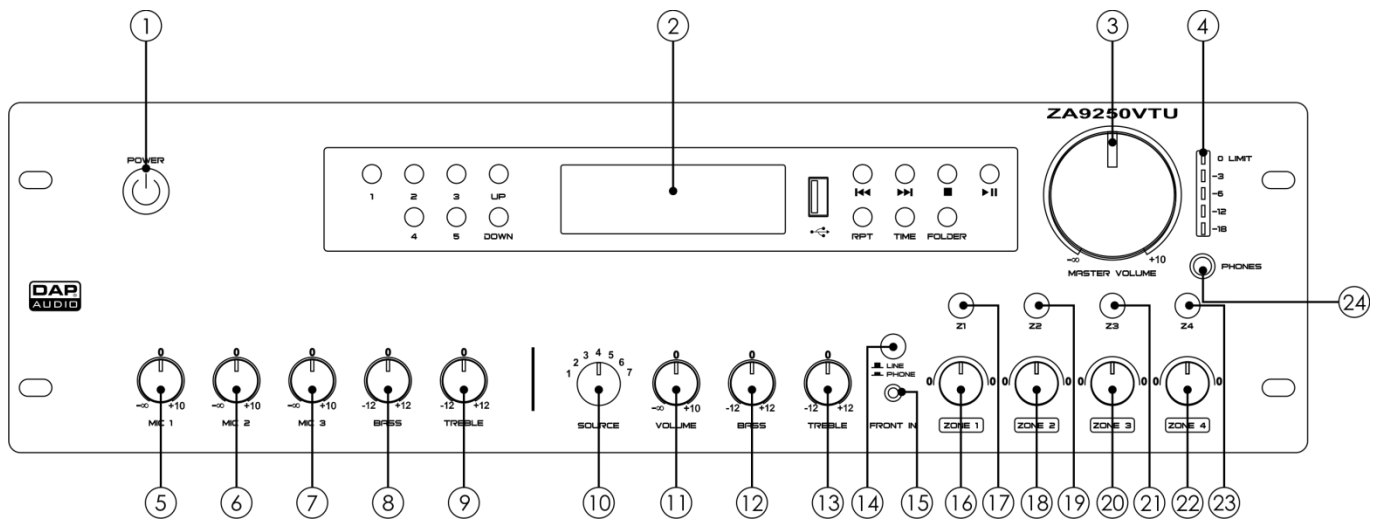 1 2 3 4
ZA9250VTU
POWER
0 LIMIT
-3
-6
-12
-18
1 2 3 UP
4 5 DOWN
RPT TIME FOLDER
-∞ +10
MASTER VOLUME
PHONES
24
DAP
AUDIO
Z1 Z2 Z3 Z4
0 0 0 0 0
1 2 3 4 5 6 7
0 0 0
LINE
PHONE
0 0 0 0 0 0 0 0
-∞ +10 -∞ +10 -∞ +10 -12 +12 -12 +12
-∞ +10 -12 +12 -12 +12
MIC 1 MIC 2 MIC 3 BASS TREBLE
SOURCE VOLUME BASS TREBLE FRONT IN
ZONE 1 ZONE 2 ZONE 3 ZONE 4
5 6 7 8 9 10 11 12 13 14 15 16 17 18 19 20 21 22 23